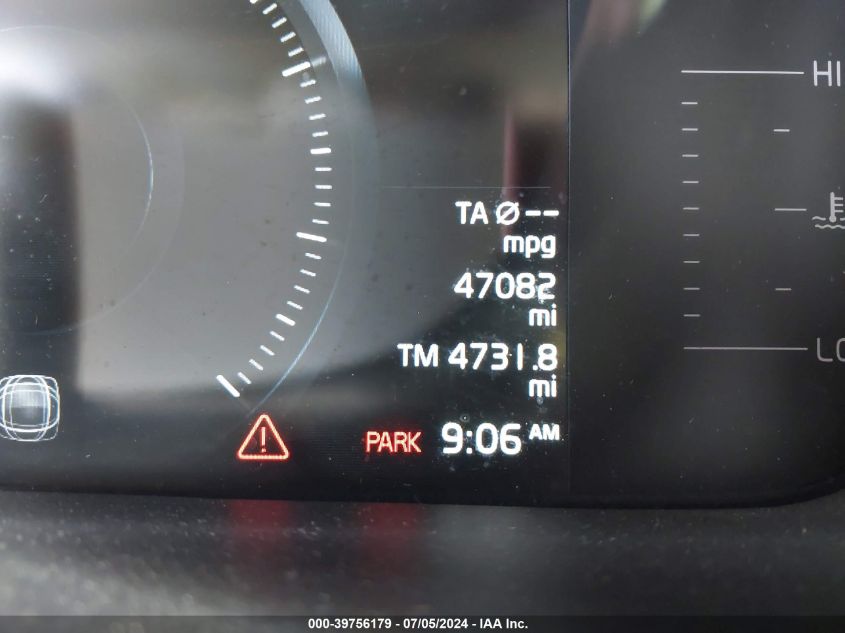 HI
TA Ø--
mpg
47082
mi
TM 4731.8
mi
LO
PARK 9:06 AM
000-39756179 - 07/05/2024 - IAA Inc.